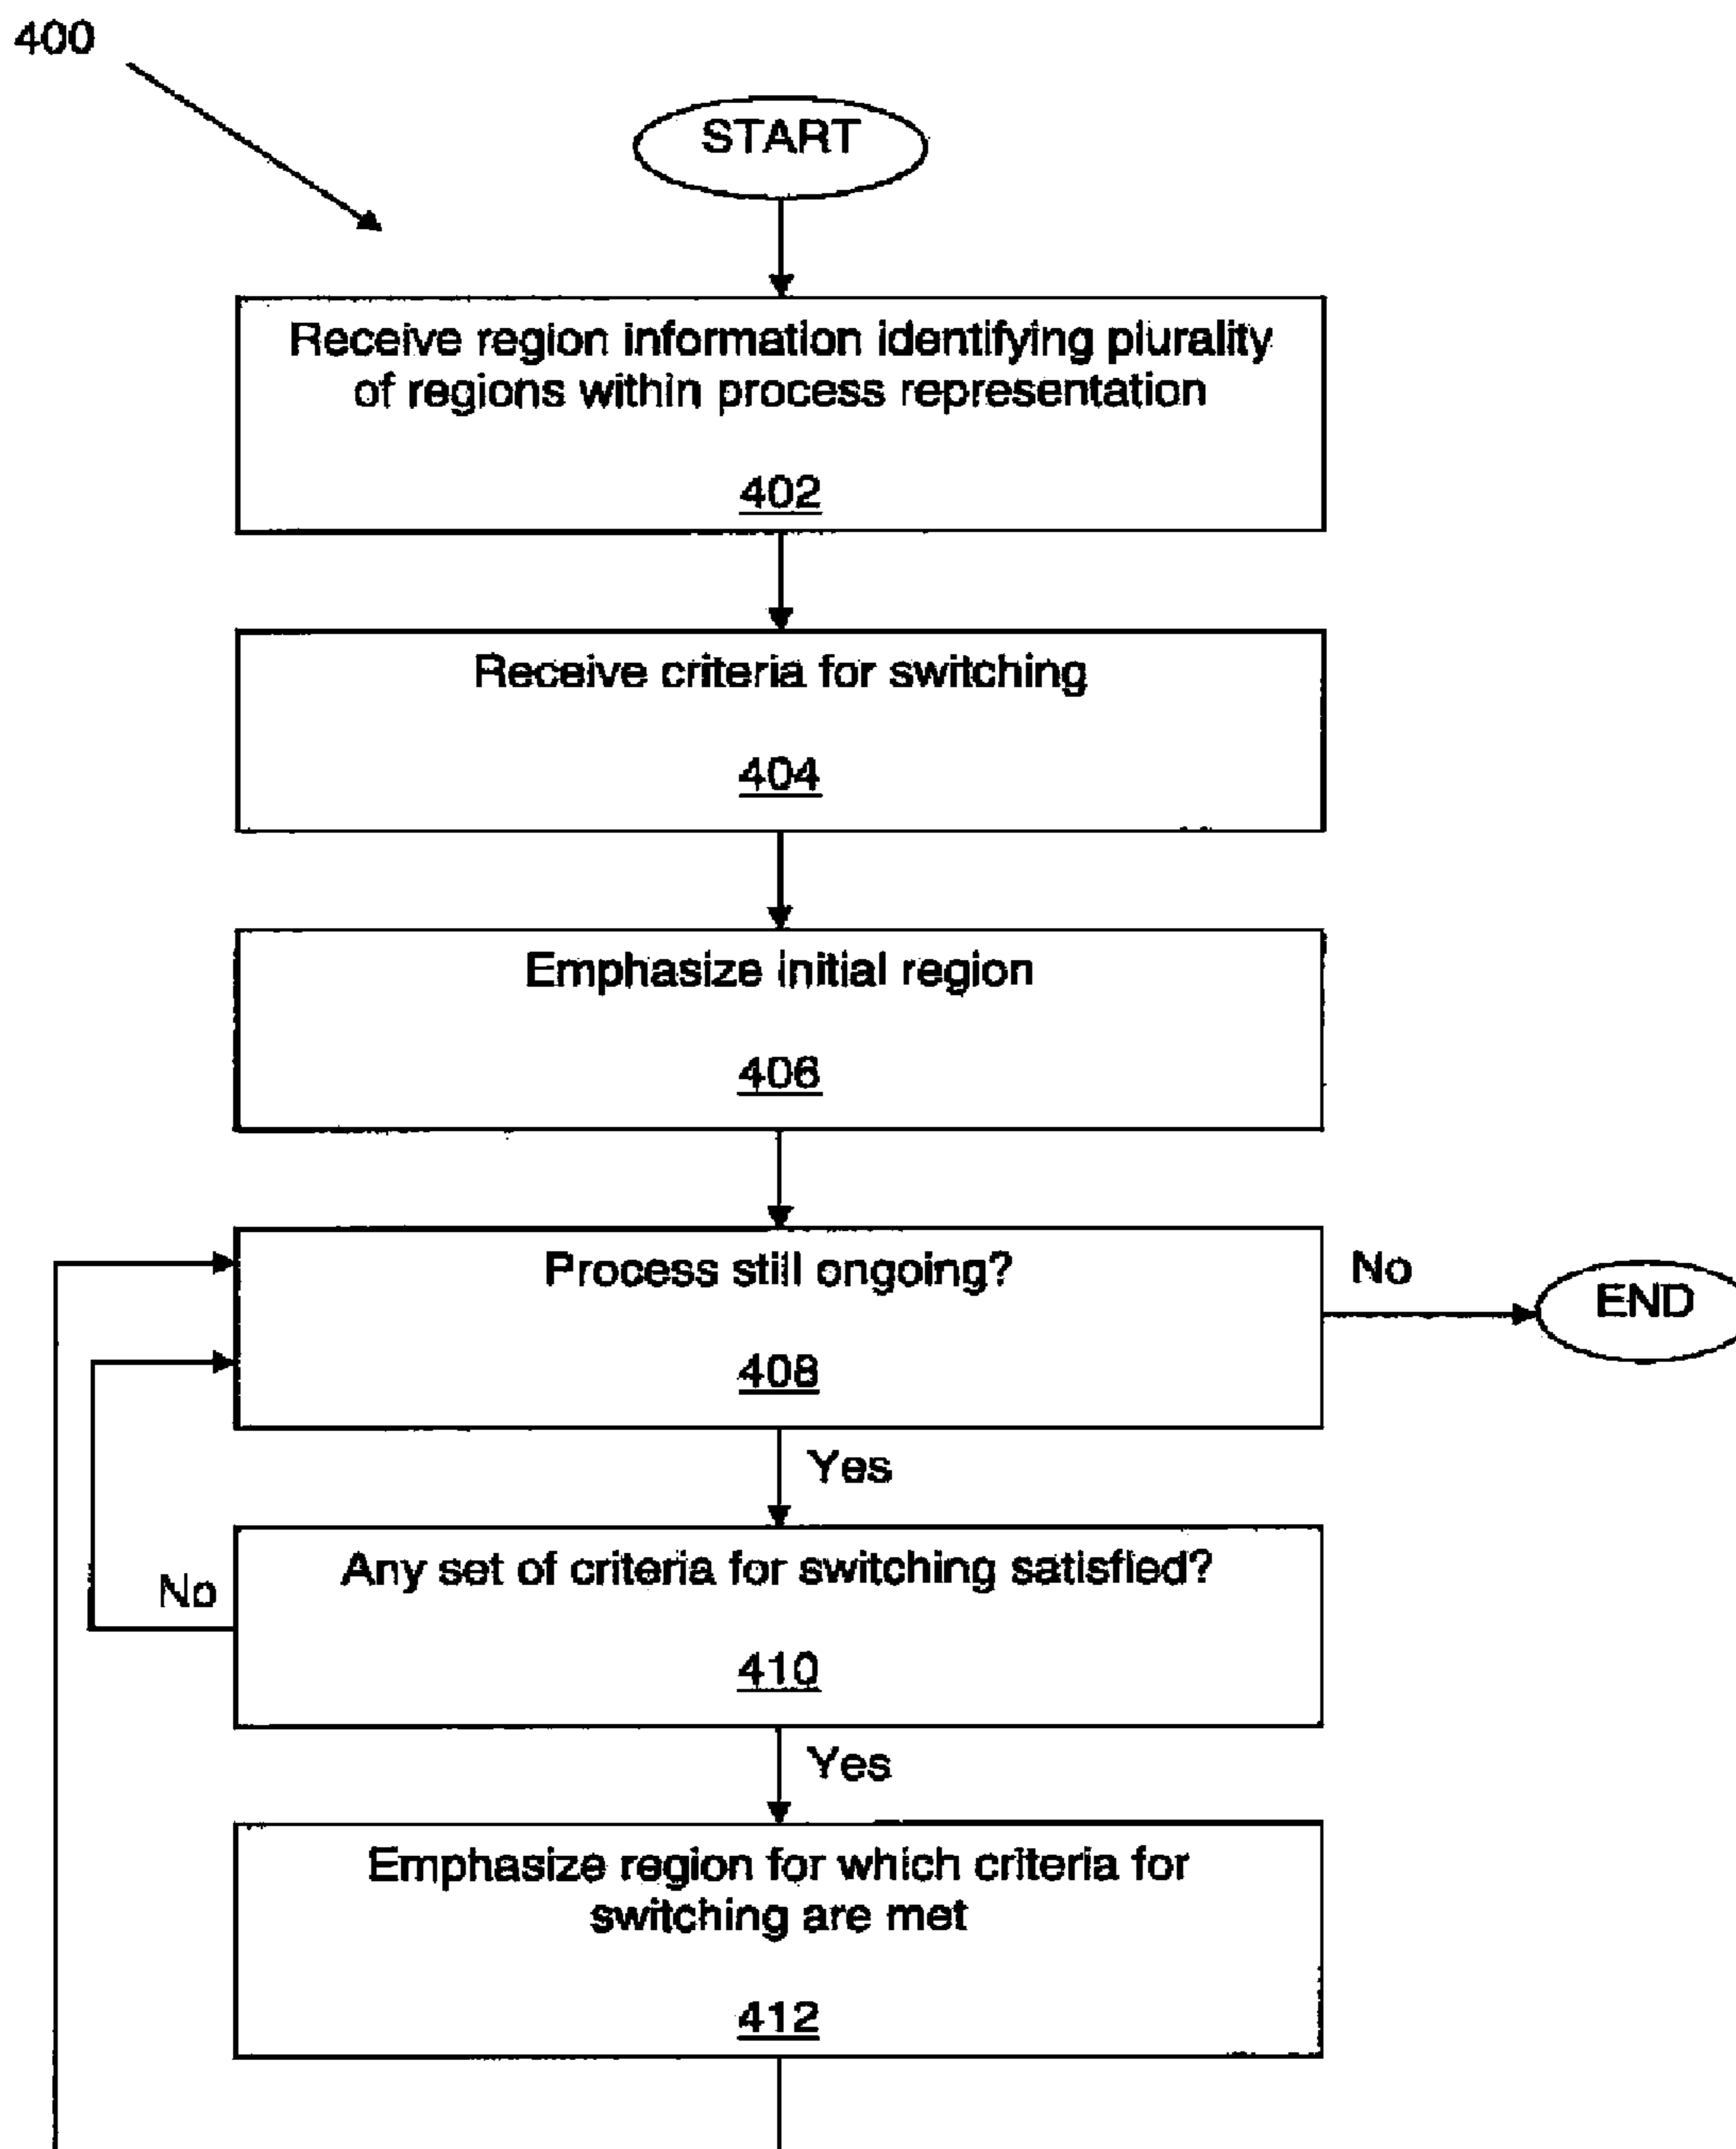 400
START
Receive region information identifying plurality
of regions within process representation
402
Receive criteria for switching
404
Emphasize initial region
406
Process still ongoing?
408
No
END
Yes
Any set of criteria for switching satisfied?
No
410
Yes
Emphasize region for which criteria for
switching are met
412